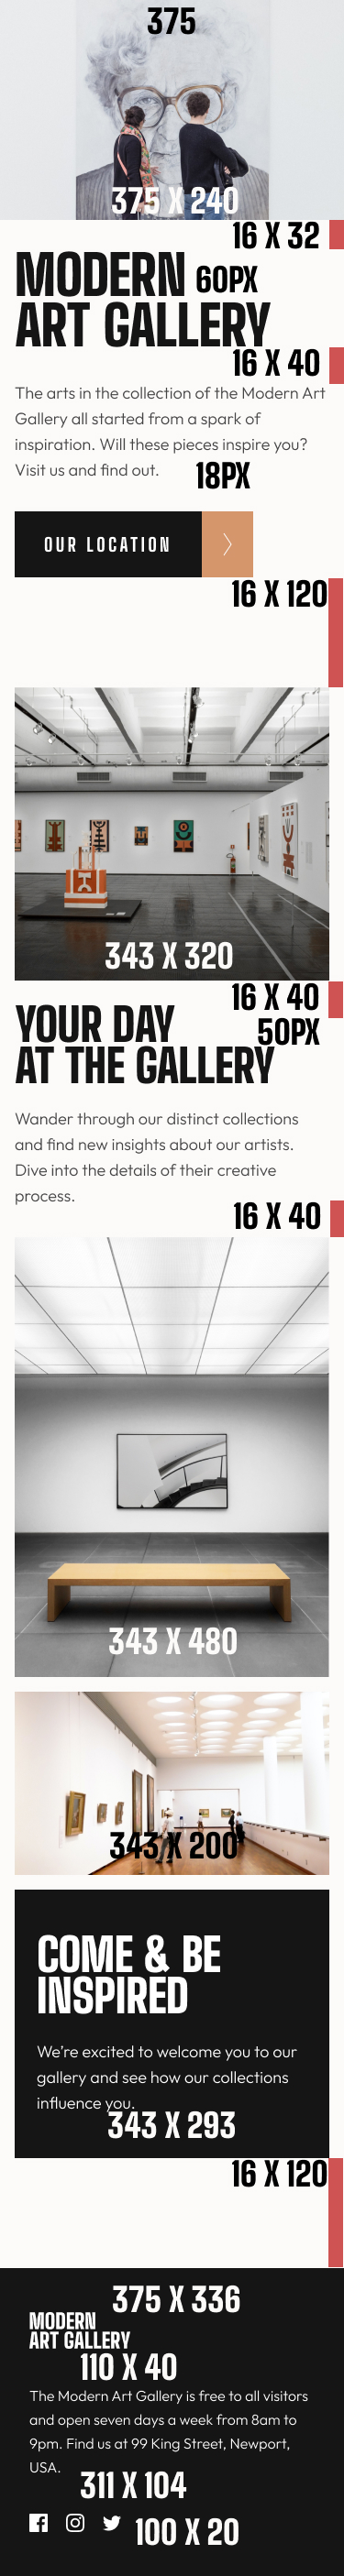 375
375 X 240
16 X 32
MODERN 60PX
ART GALLERY
16 X 40
The arts in the collection of the Modern Art
Gallery all started from a spark of
inspiration. Will these pieces inspire you?
Visit us and find out.
18PX
OUR LOCATION
16 X 120
343 X 320
16 X 40
YOUR DAY
50PX
AT THE GALLERY
Wander through our distinct collections
and find new insights about our artists.
Dive into the details of their creative
process.
16 X 40
343 X 480
343 X 200
COME & BE
INSPIRED
We’re excited to welcome you to our
gallery and see how our collections
influence you.
343 X 293
16 X 120
375 X 336
MODERN
ART GALLERY
110 X 40
The Modern Art Gallery is free to all visitors
and open seven days a week from 8am to
9pm. Find us at 99 King Street, Newport,
USA.
311 X 104
100 X 20